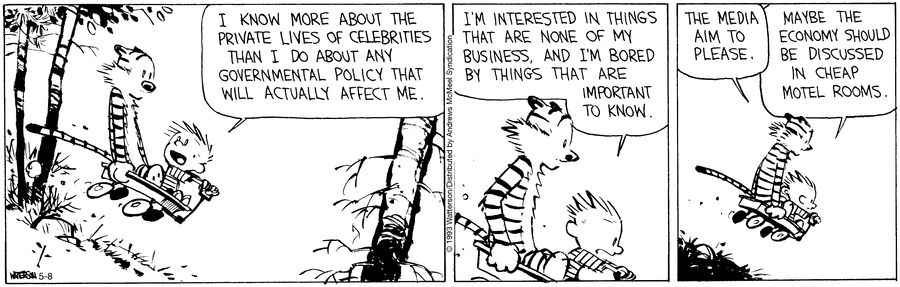 I KNOW MORE ABOUT THE
PRIVATE LIVES OF CELEBRITIES
THAN I DO ABOUT ANY
GOVERNMENTAL POLICY THAT
WILL ACTUALLY AFFECT ME.
WATTERSON 5-8
© 1993 Watterson/Distributed by Andrews McMeel Syndication
I'M INTERESTED IN THINGS
THAT ARE NONE OF MY
BUSINESS, AND I'M BORED
BY THINGS THAT ARE
IMPORTANT
TO KNOW.
THE MEDIA
AIM TO
PLEASE.
MAYBE THE
ECONOMY SHOULD
BE DISCUSSED
IN CHEAP
MOTEL ROOMS.